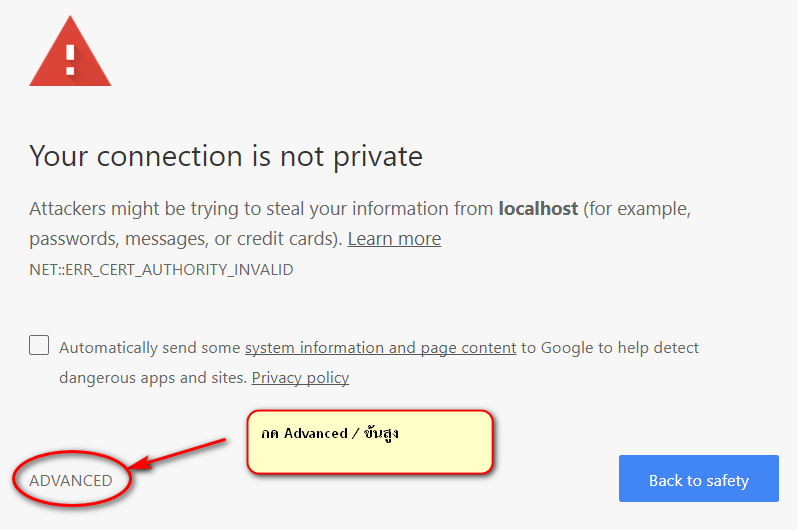 Your connection is not private
Attackers might be trying to steal your information from localhost (for example,
passwords, messages, or credit cards). Learn more
NET::ERR_CERT_AUTHORITY_INVALID
Automatically send some system information and page content to Google to help detect
dangerous apps and sites. Privacy policy
กด Advanced / ขั้นสูง
ADVANCED
Back to safety